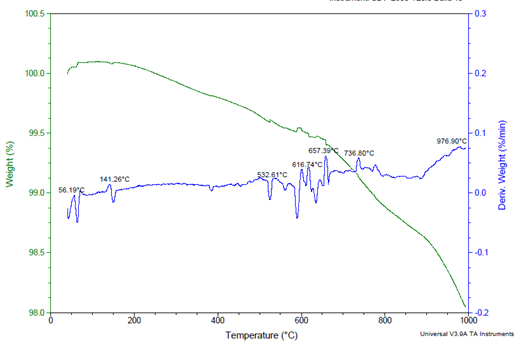 100.5
100.0
99.5
99.0
98.5
98.0
Weight (%)
0.3
0.2
0.1
0.0
-0.1
-0.2
Deriv. Weight (%/min)
56.19°C
141.26°C
532.61°C
616.74°C
657.39°C
736.80°C
976.90°C
0
200
400
600
800
1000
Temperature (°C)
Universal V3.9A TA Instruments